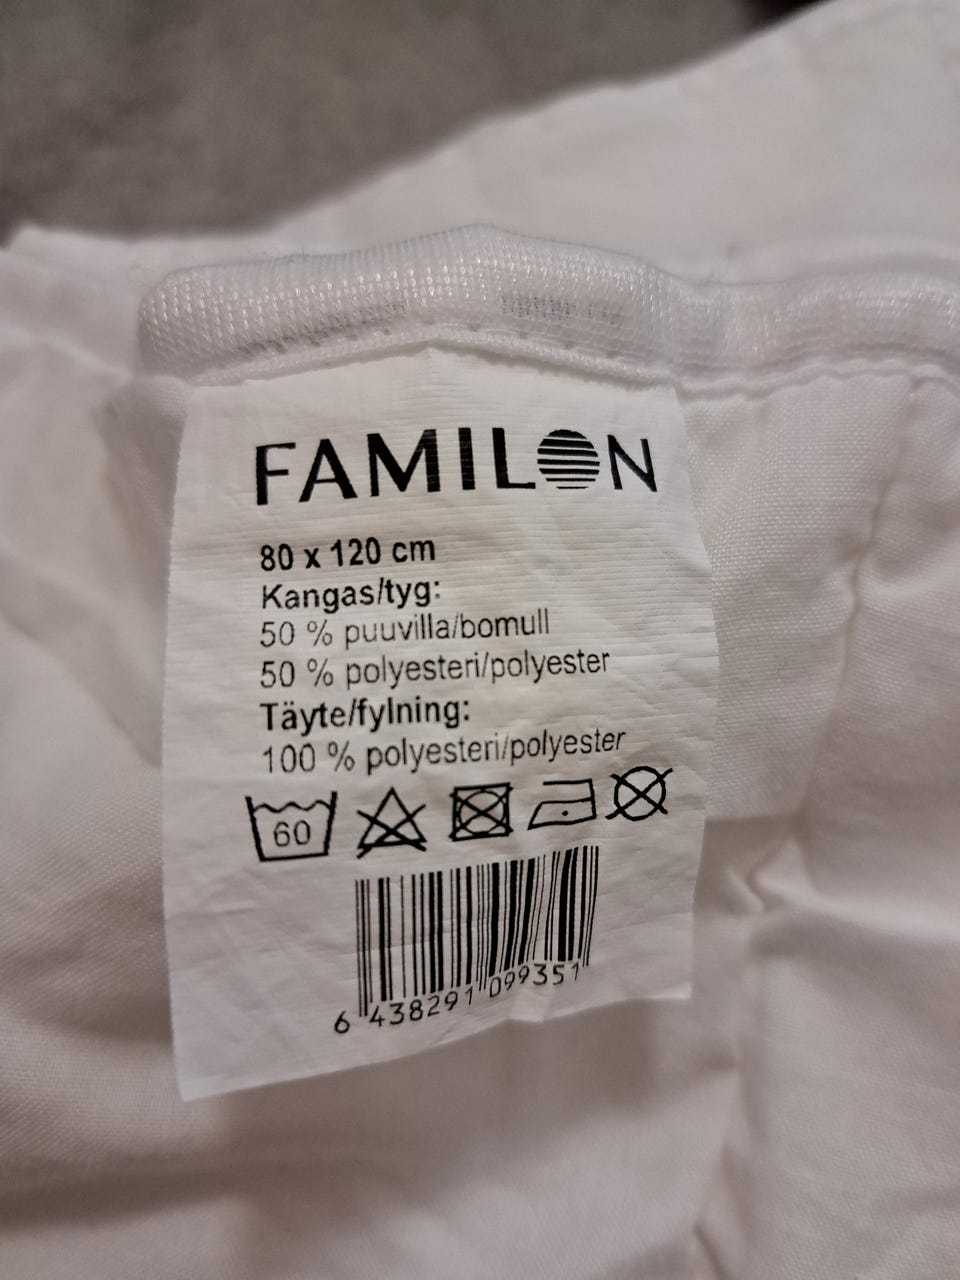 FAMILON
80 x 120 cm
Kangas/tyg:
50 % puuvilla/bomull
50 % polyesteri/polyester
Täyte/fylning:
100 % polyesteri/polyester
60
6 438291 099351